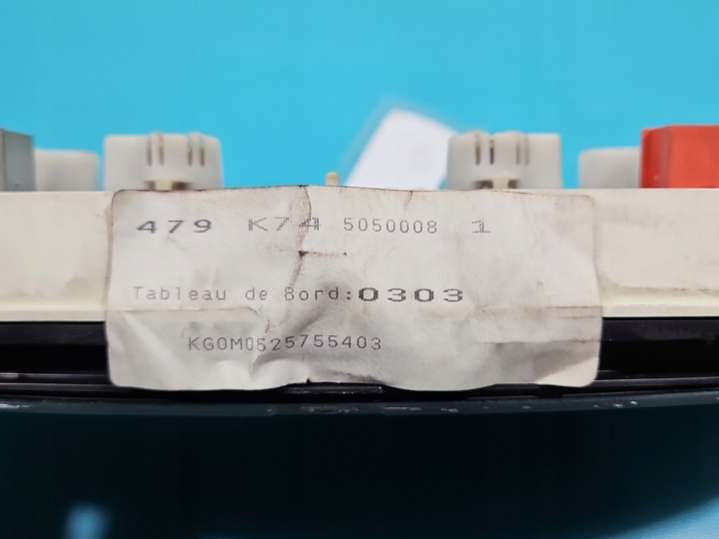 479 K74 5050008 1
Tableau de Bord:0303
KG0M0525755403